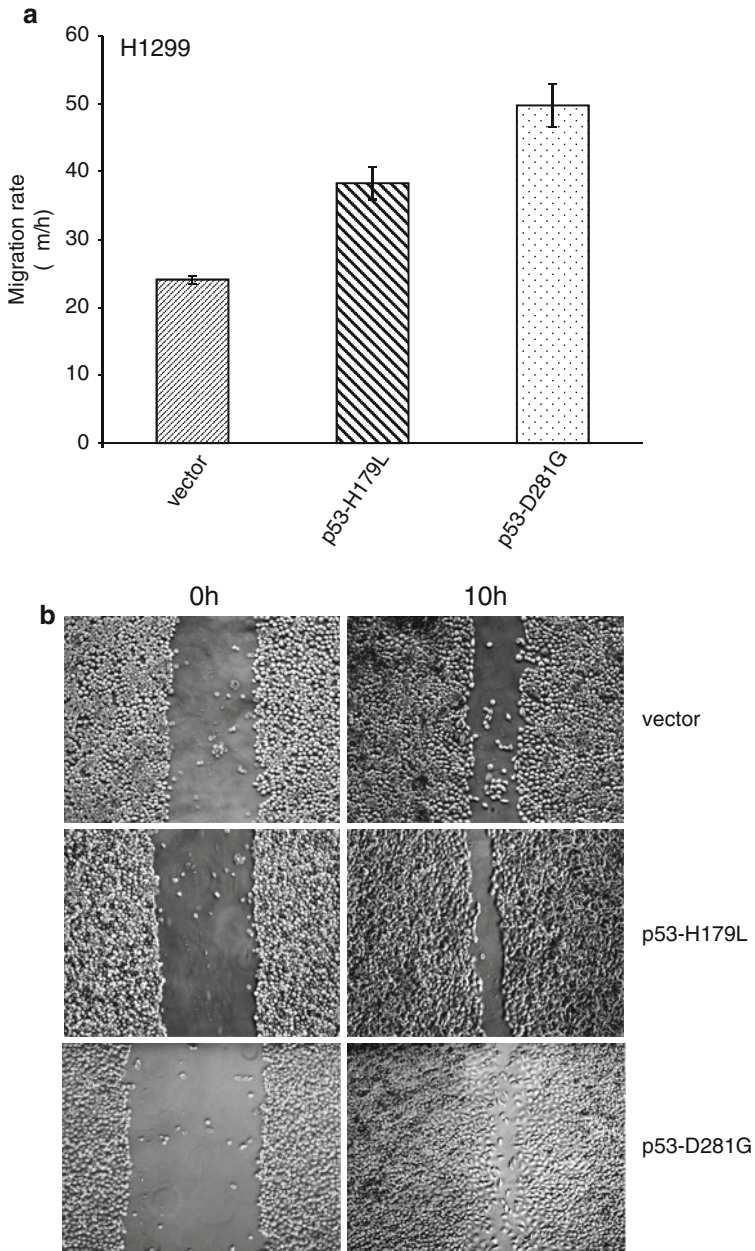 a
60
H1299
50
40
30
20
10
0
Migration rate
( m/h)
vector
p53-H179L
p53-D281G
b
0h
10h
vector
p53-H179L
p53-D281G